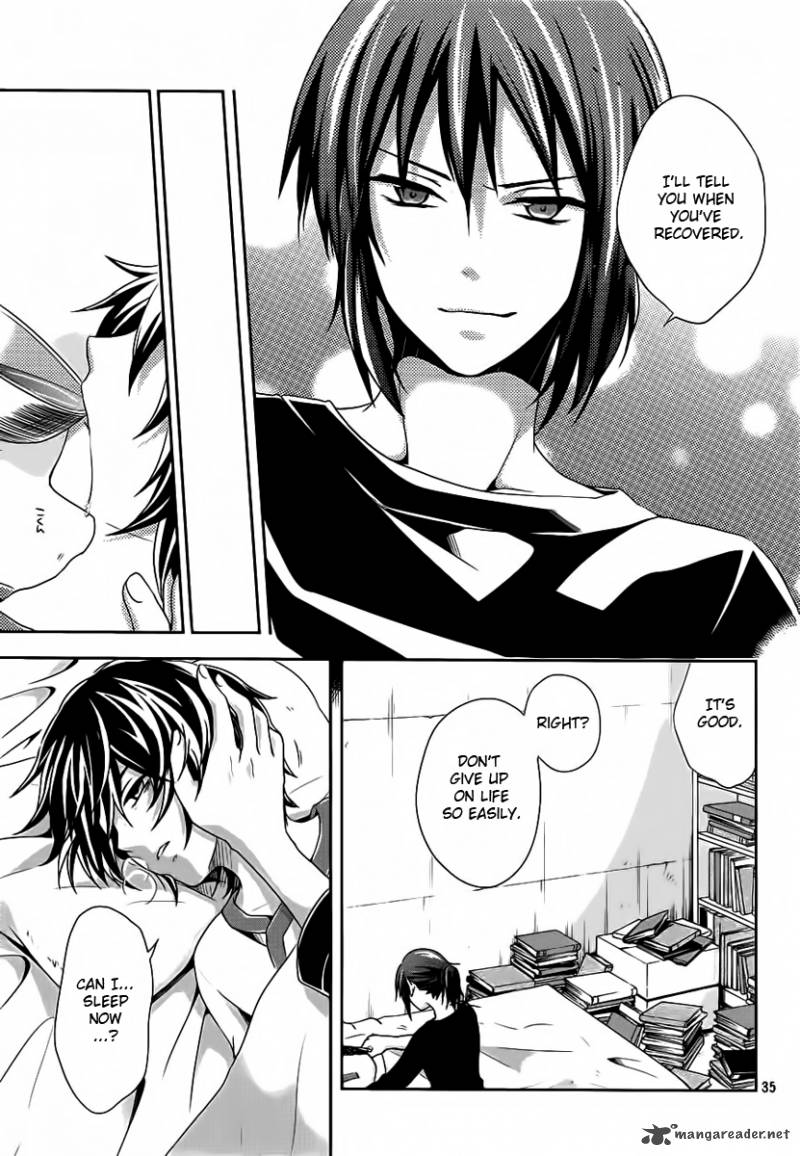 I'LL TELL
YOU WHEN
YOU'VE
RECOVERED.
IT'S
GOOD.
RIGHT?
DON'T
GIVE UP
ON LIFE
SO EASILY.
CAN I...
SLEEP
NOW
...?
35
mangareader.net